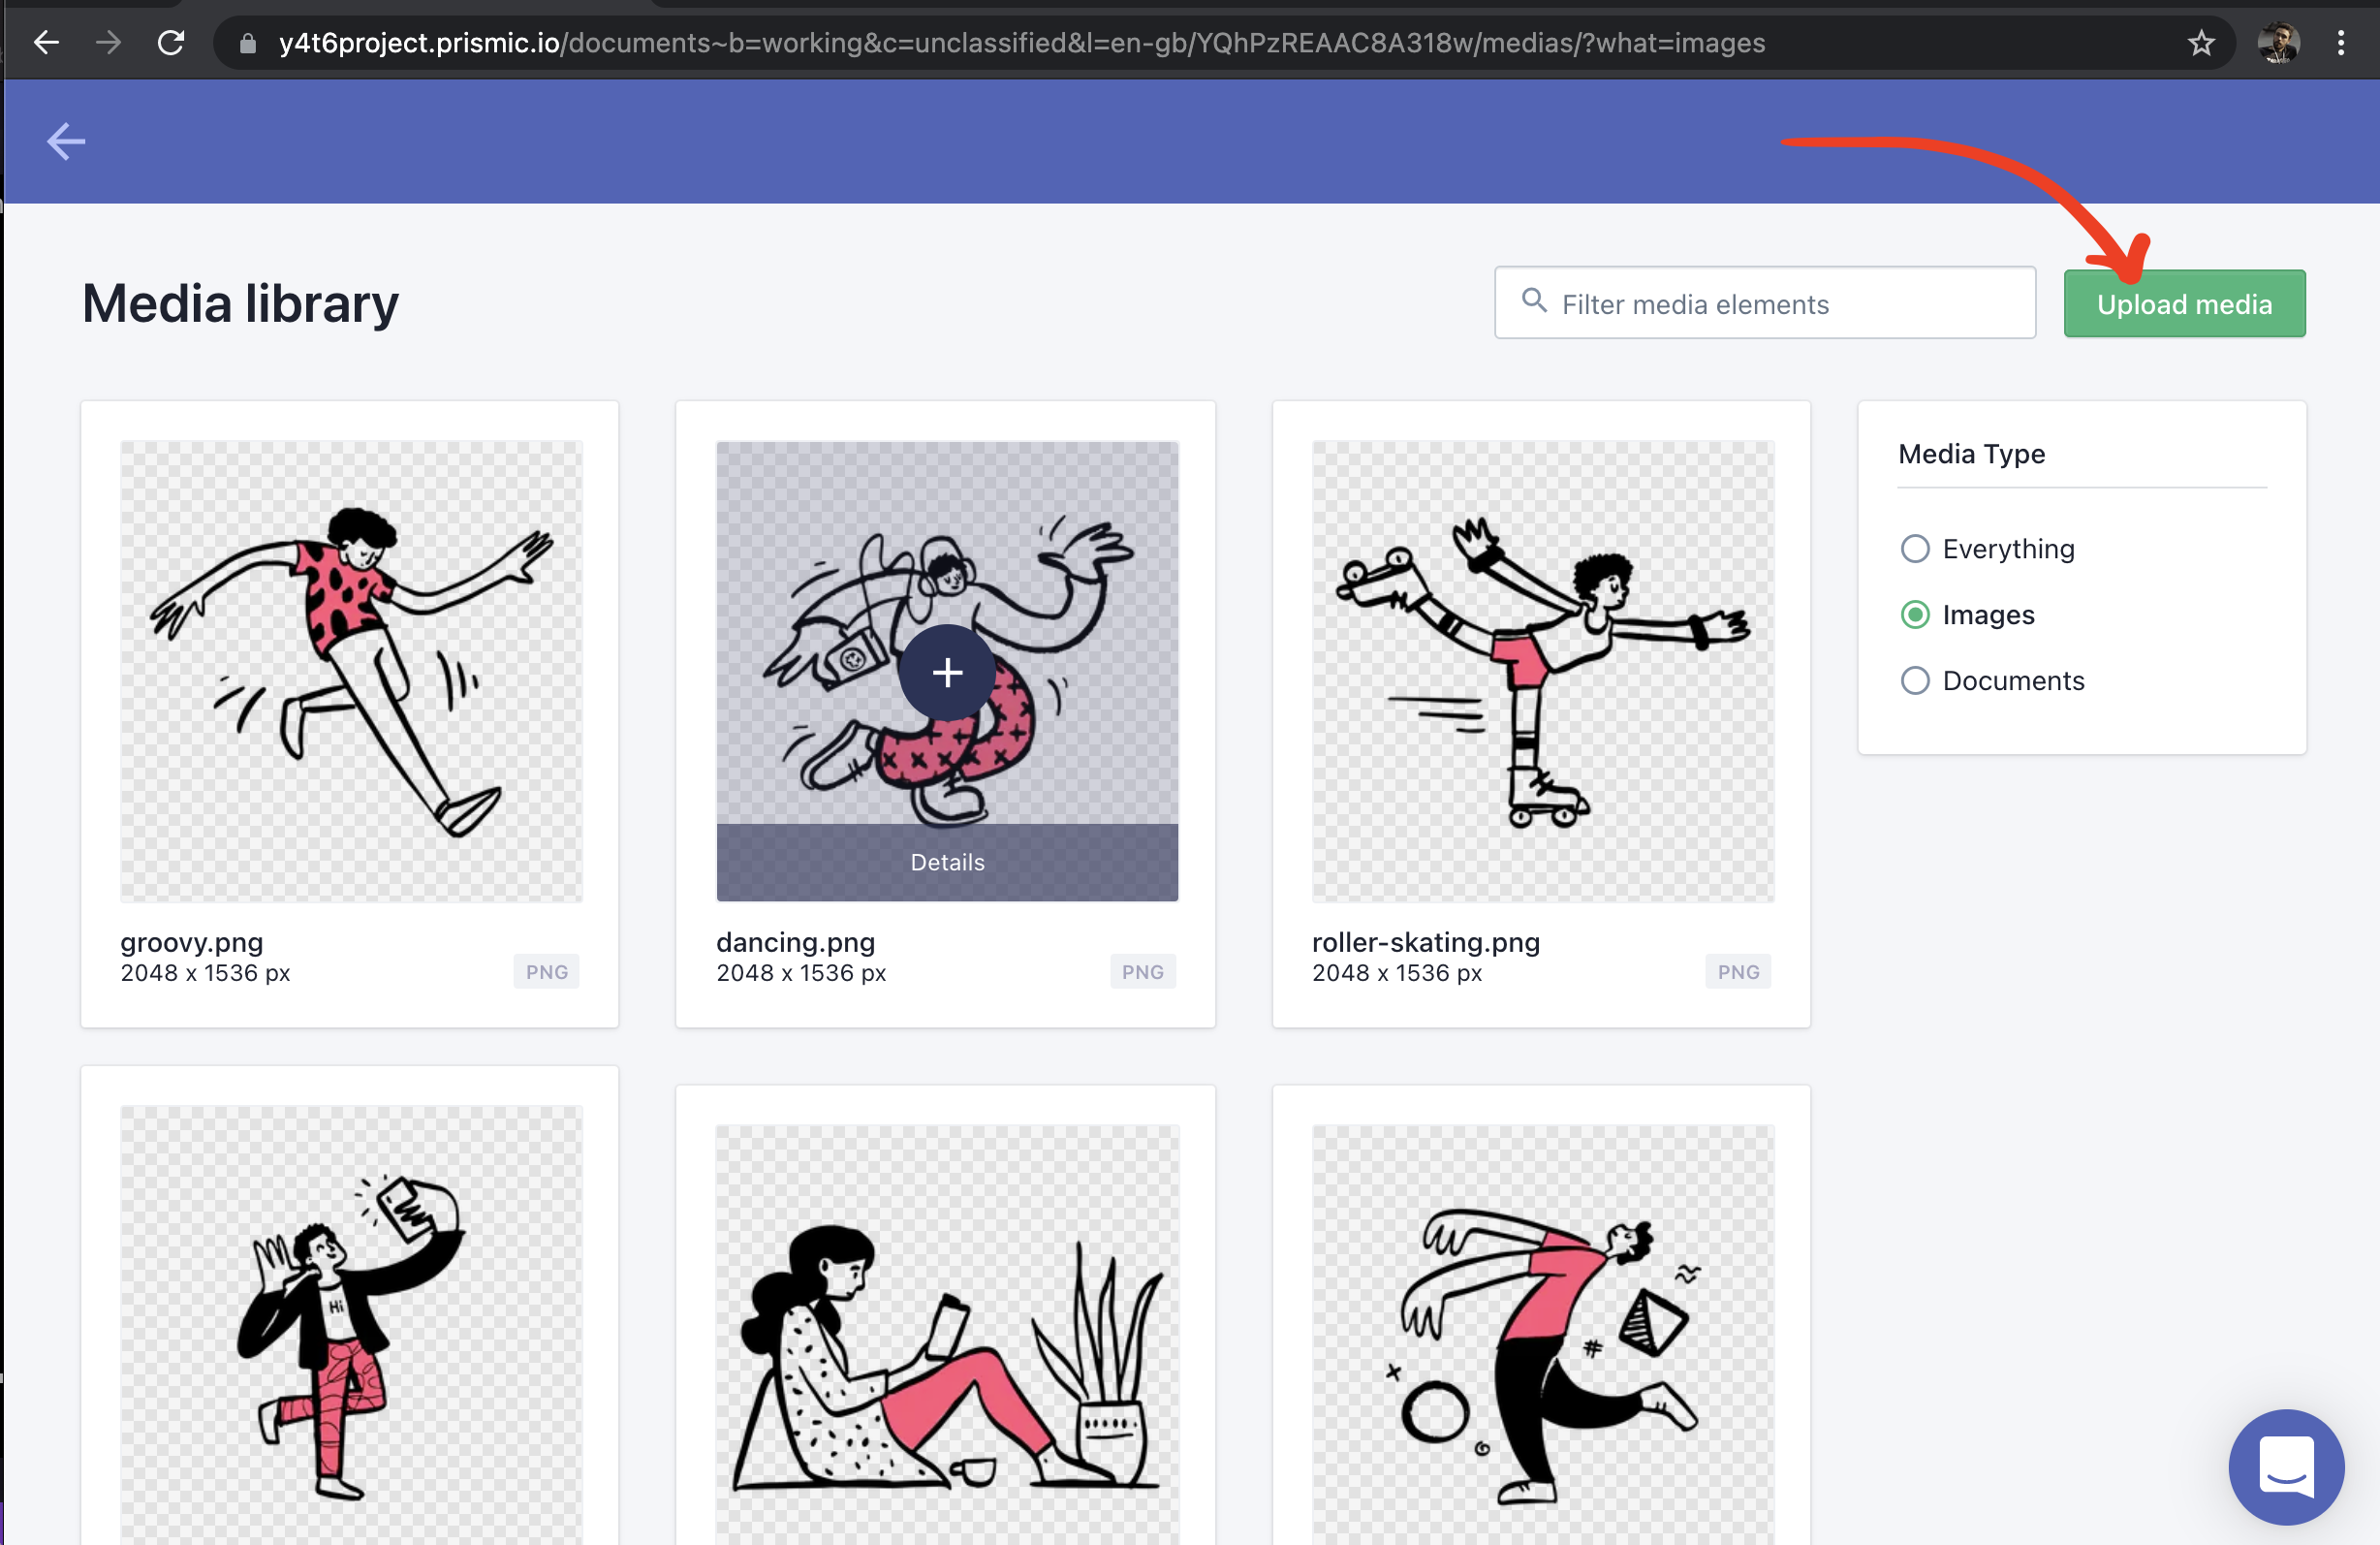 y4t6project.prismic.io/documents~b=working&c=unclassified&l=en-gb/YQhPzREAAC8A318w/medias/?what=images
Media library
Filter media elements
Upload media
Media Type
Everything
Images
Documents
Details
groovy.png
2048 x 1536 px
PNG
dancing.png
2048 x 1536 px
PNG
roller-skating.png
2048 x 1536 px
PNG
Hi